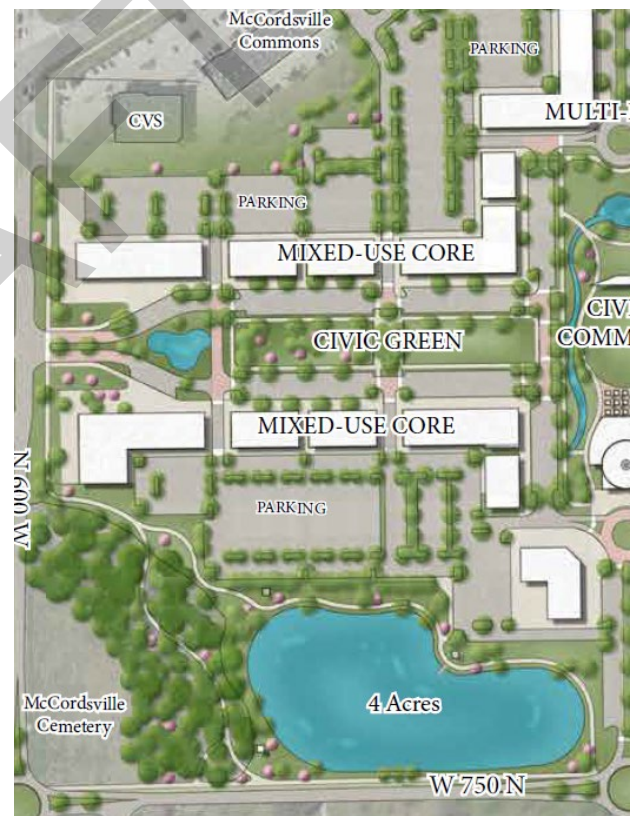 McCordsville
Commons
PARKING
CVS
MULTI-
PARKING
MIXED-USE CORE
CIVIC GREEN
CIVI
COMM
MIXED-USE CORE
W 600 N
PARKING
McCordsville
Cemetery
4 Acres
W 750 N